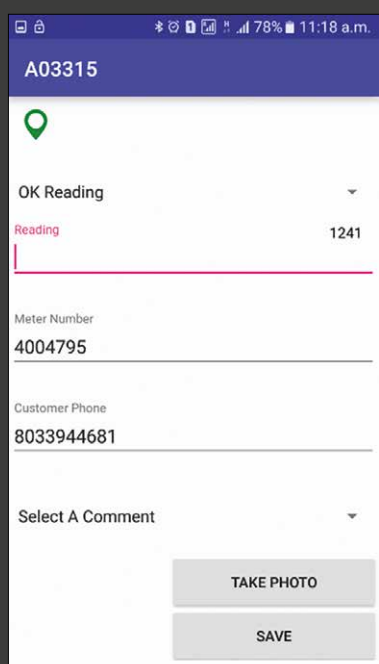 78% 11:18 a.m.
A03315
OK Reading
Reading 1241
Meter Number
4004795
Customer Phone
8033944681
Select A Comment
TAKE PHOTO
SAVE